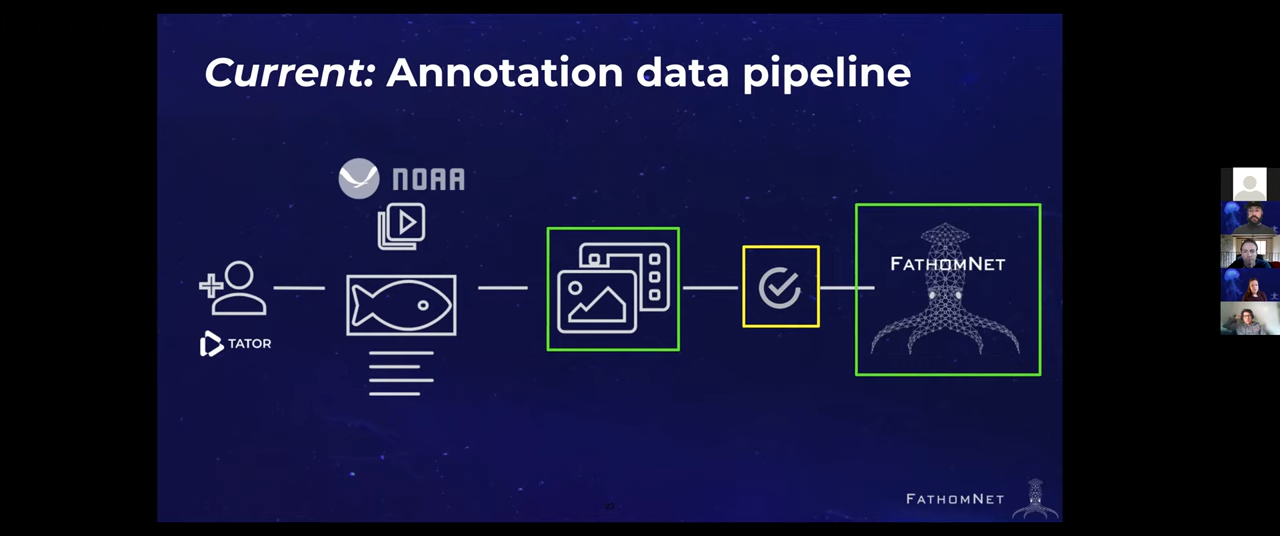 Current: Annotation data pipeline
NOAA
FATHOMNET
TATOR
FATHOMNET